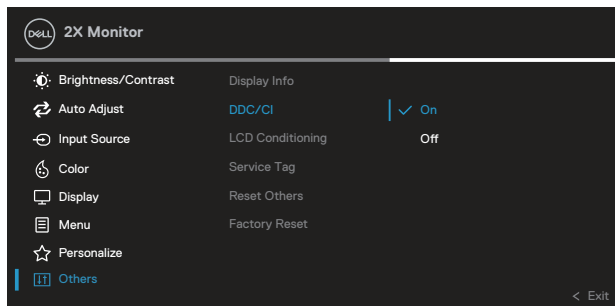 DELL 2X Monitor
Brightness/Contrast Display Info
Auto Adjust DDC/CI On
Input Source LCD Conditioning Off
Color Service Tag
Display Reset Others
Menu Factory Reset
Personalize
Others
< Exit